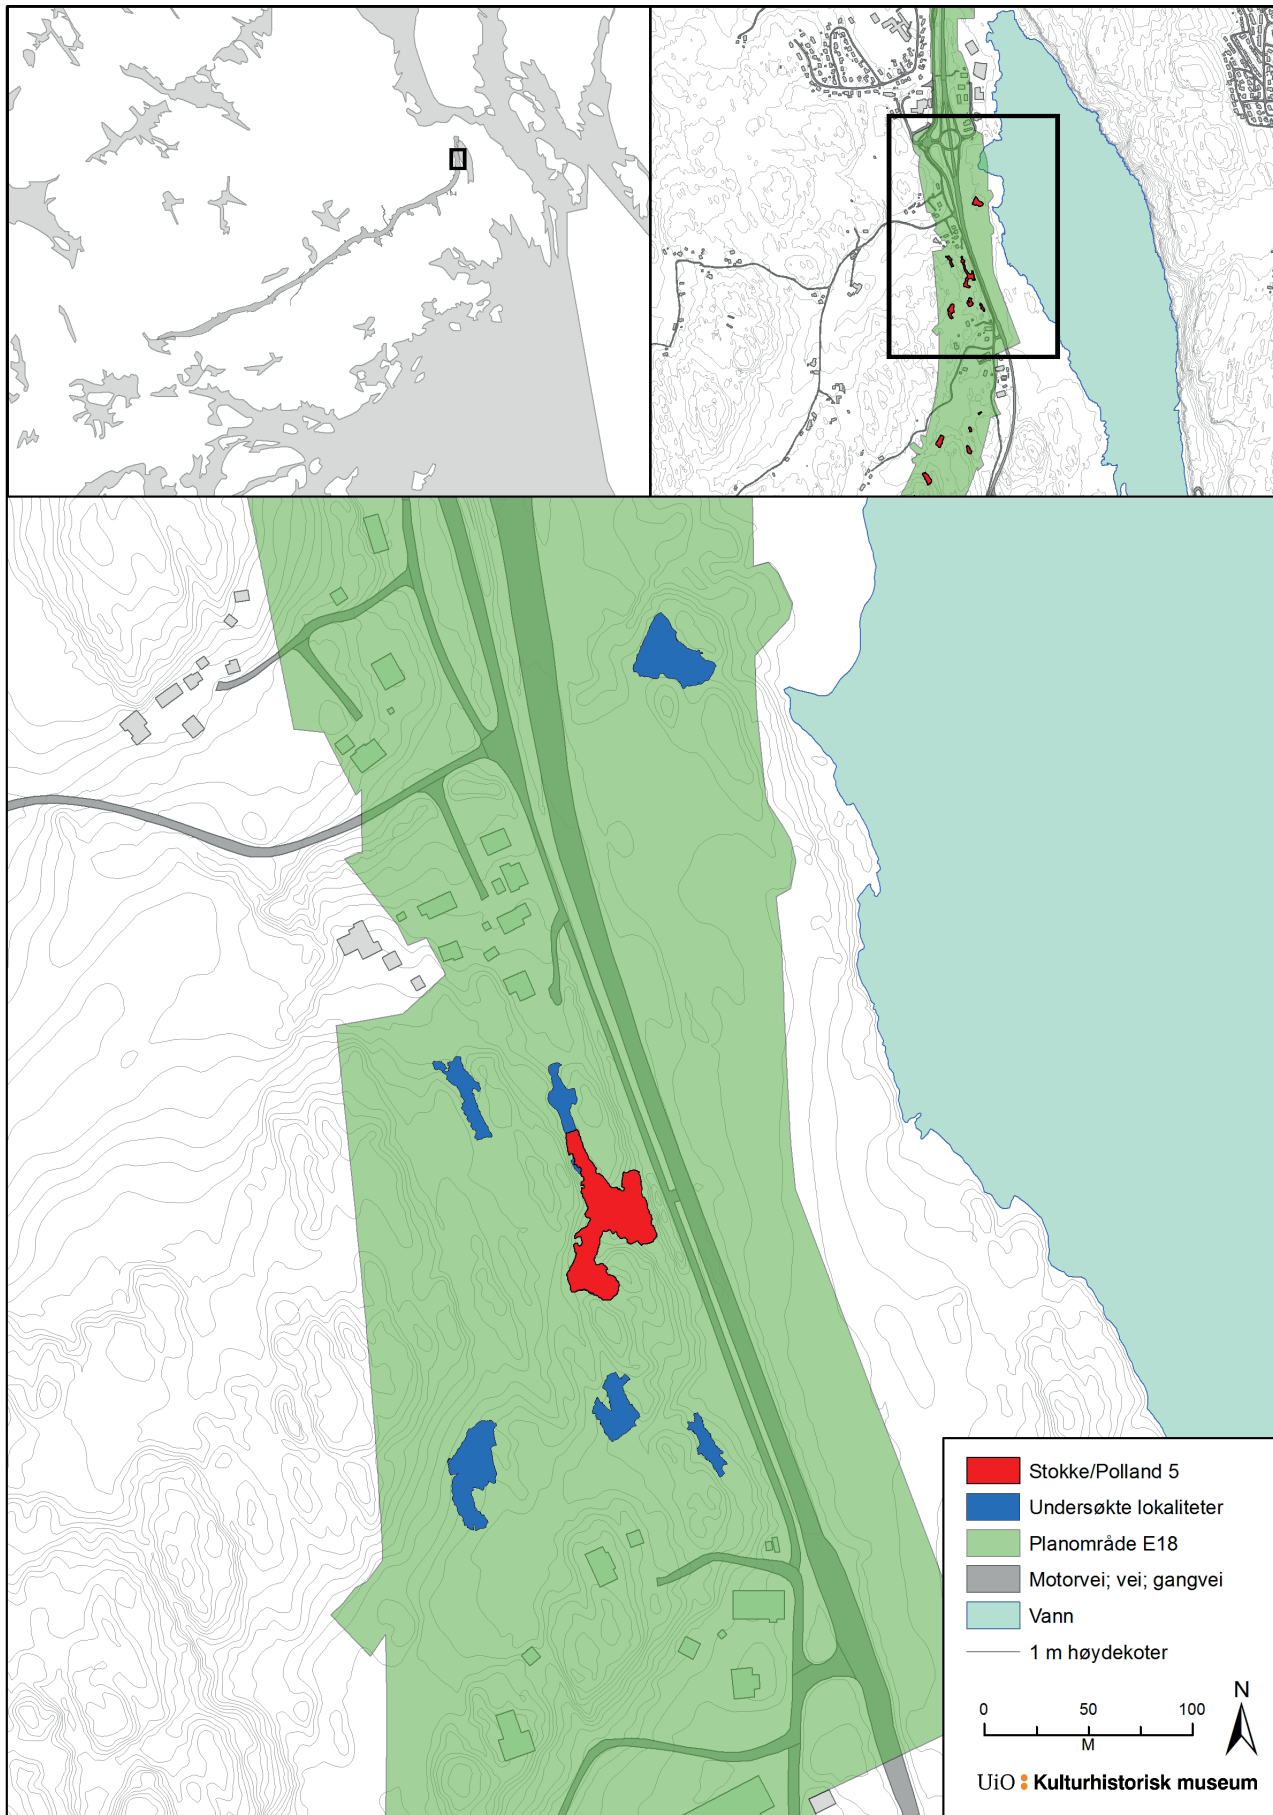 Stokke/Polland 5
Undersøkte lokaliteter
Planområde E18
Motorvei; vei; gangvei
Vann
1 m høydekoter
0 50 100
M
N
UiO Kulturhistorisk museum